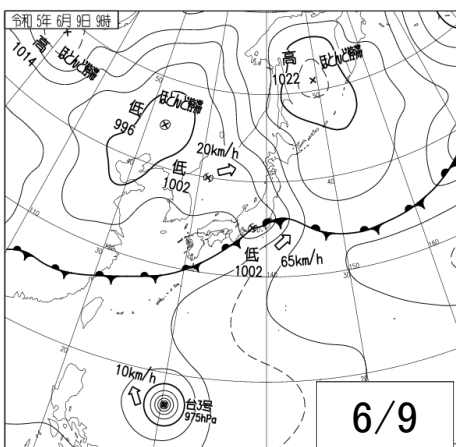 令和 5年 6月 9日 9時
高
1014
ほとんど停滞
高
1022
ほとんど停滞
低
996
ほとんど停滞
低
1002
20km/h
低
1002
65km/h
10km/h
台3号
975hPa
6/9